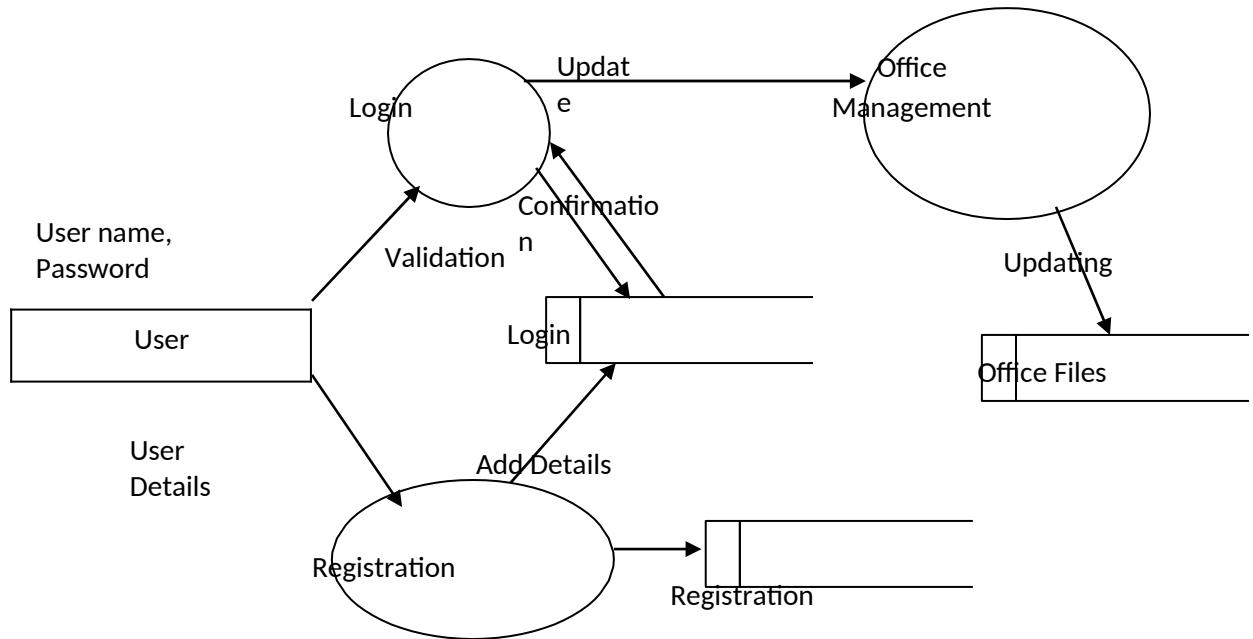 Updat
e
Office
Management
Login
Confirmatio
n
User name,
Password
Validation
Updating
User
Login
Office Files
User
Details
Add Details
Registration
Registration